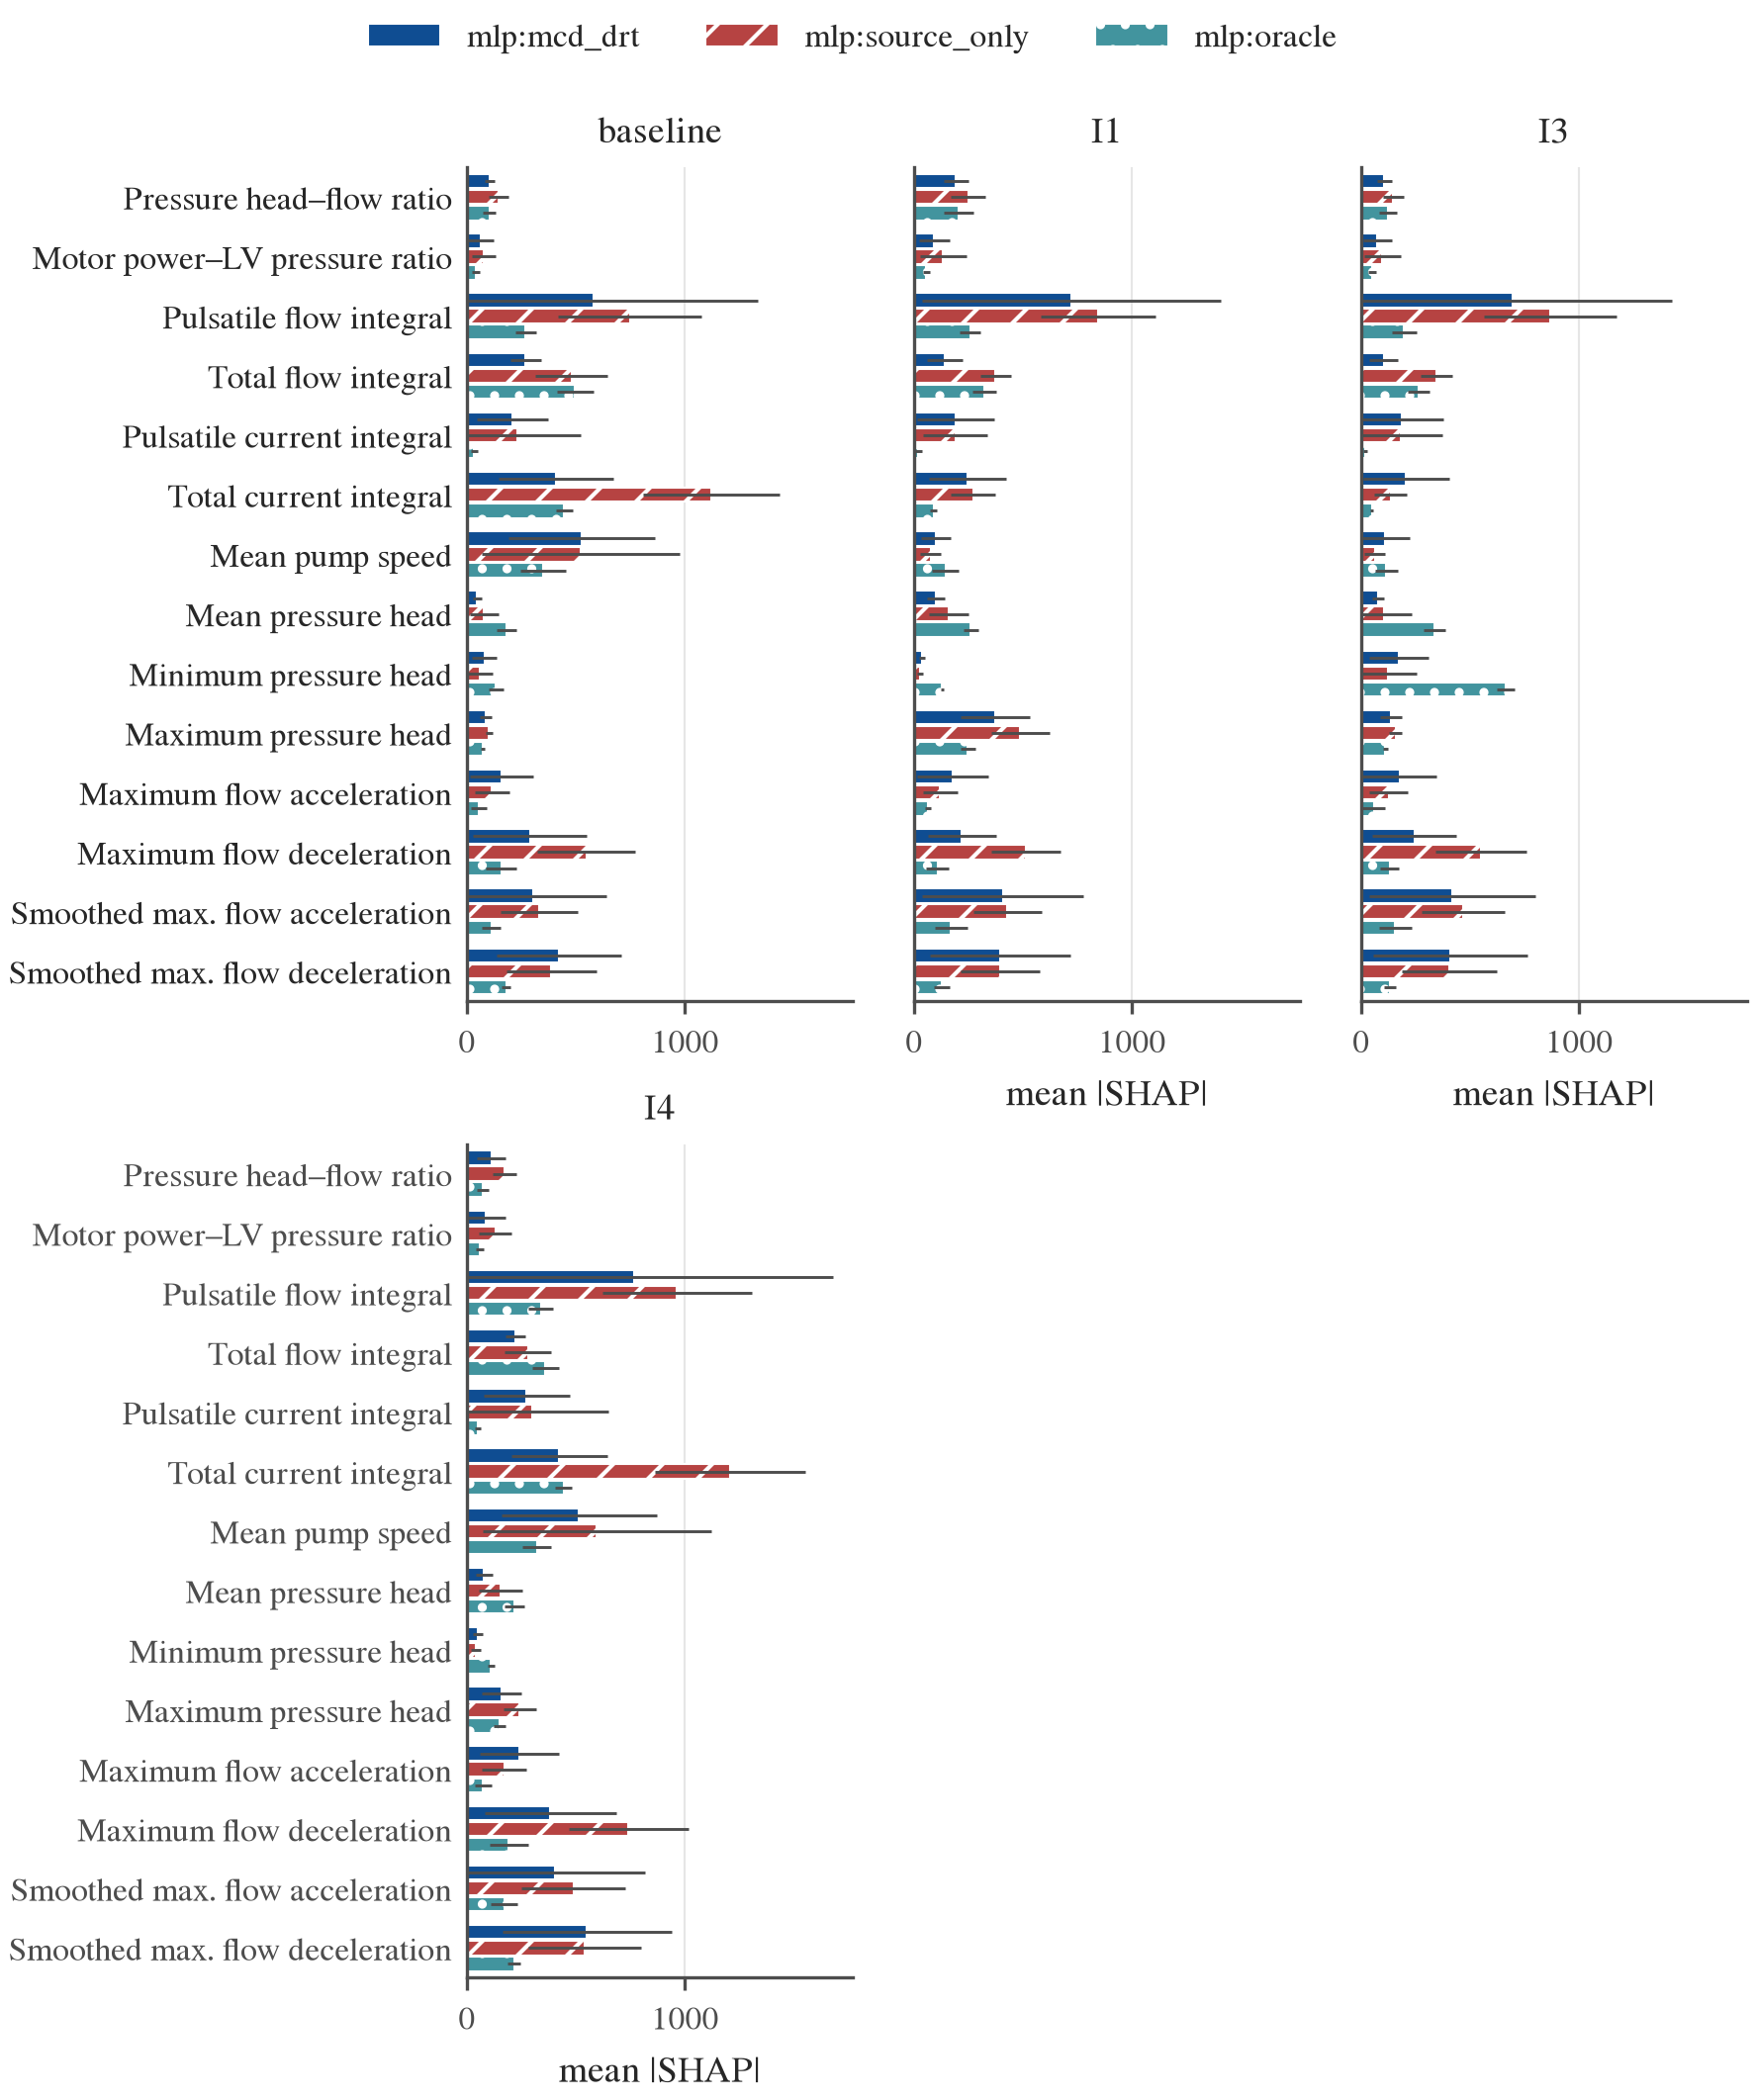 mlp:mcd_drt mlp:source_only mlp:oracle
baseline I1 I3
Pressure head–flow ratio
Motor power–LV pressure ratio
Pulsatile flow integral
Total flow integral
Pulsatile current integral
Total current integral
Mean pump speed
Mean pressure head
Minimum pressure head
Maximum pressure head
Maximum flow acceleration
Maximum flow deceleration
Smoothed max. flow acceleration
Smoothed max. flow deceleration
0 1000 0 1000 0 1000
mean |SHAP| mean |SHAP|
I4
Pressure head–flow ratio
Motor power–LV pressure ratio
Pulsatile flow integral
Total flow integral
Pulsatile current integral
Total current integral
Mean pump speed
Mean pressure head
Minimum pressure head
Maximum pressure head
Maximum flow acceleration
Maximum flow deceleration
Smoothed max. flow acceleration
Smoothed max. flow deceleration
0 1000
mean |SHAP|